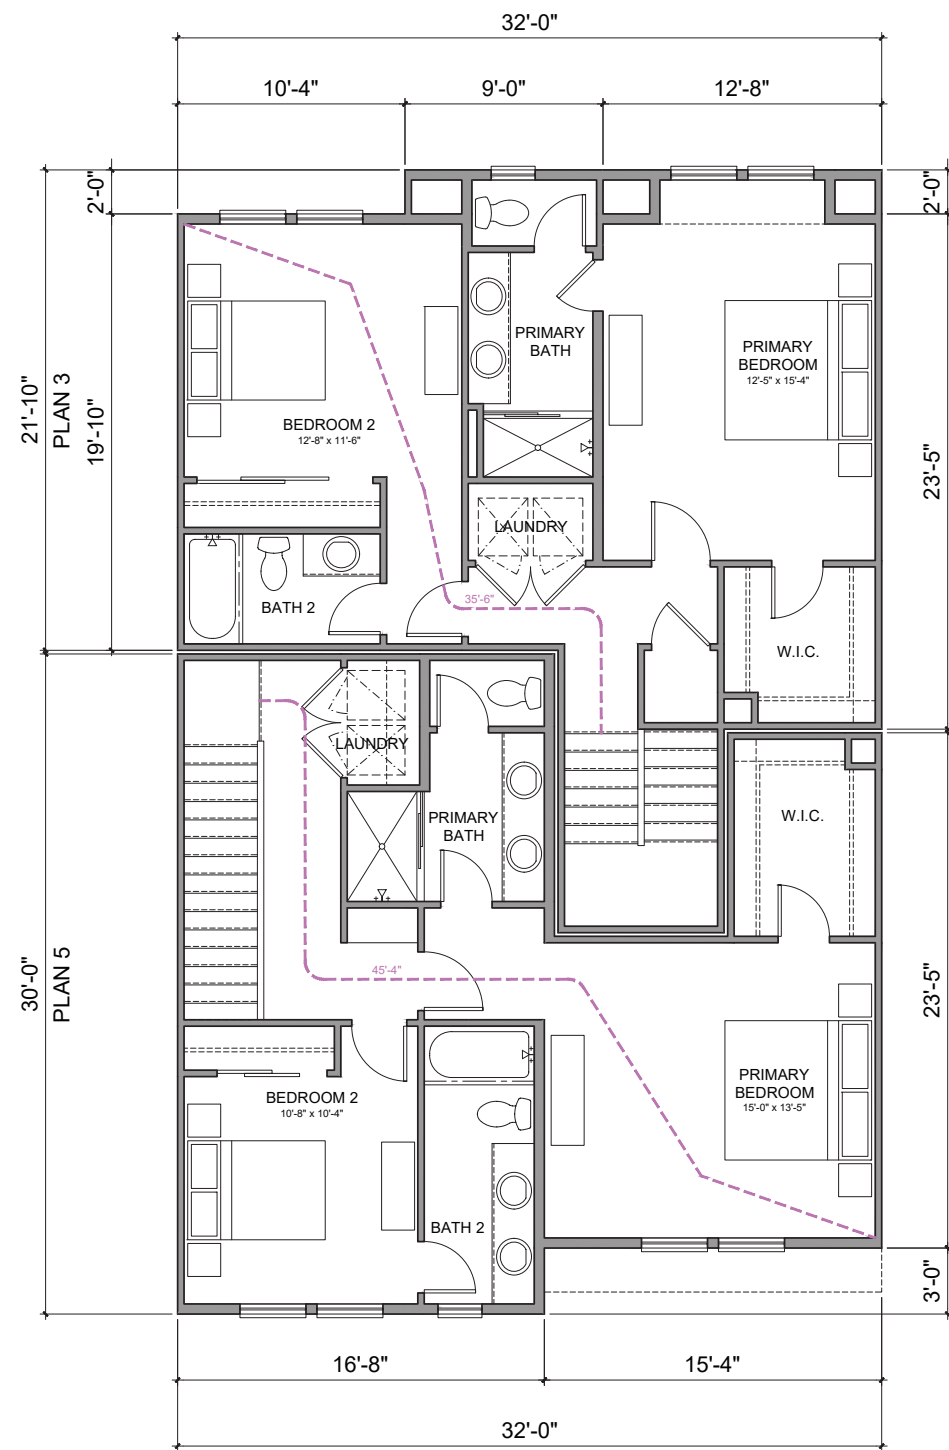 32'-0"
10'-4"
9'-0"
12'-8"
2'-0"
2'-0"
21'-10"
PLAN 3
19'-10"
23'-5"
PRIMARY
BATH
PRIMARY
BEDROOM
12'-5" x 15'-4"
BEDROOM 2
12'-8" x 11'-6"
LAUNDRY
BATH 2
35'-6"
W.I.C.
LAUNDRY
PRIMARY
BATH
W.I.C.
30'-0"
PLAN 5
45'-4"
23'-5"
BEDROOM 2
10'-8" x 10'-4"
PRIMARY
BEDROOM
15'-0" x 13'-5"
BATH 2
3'-0"
16'-8"
15'-4"
32'-0"